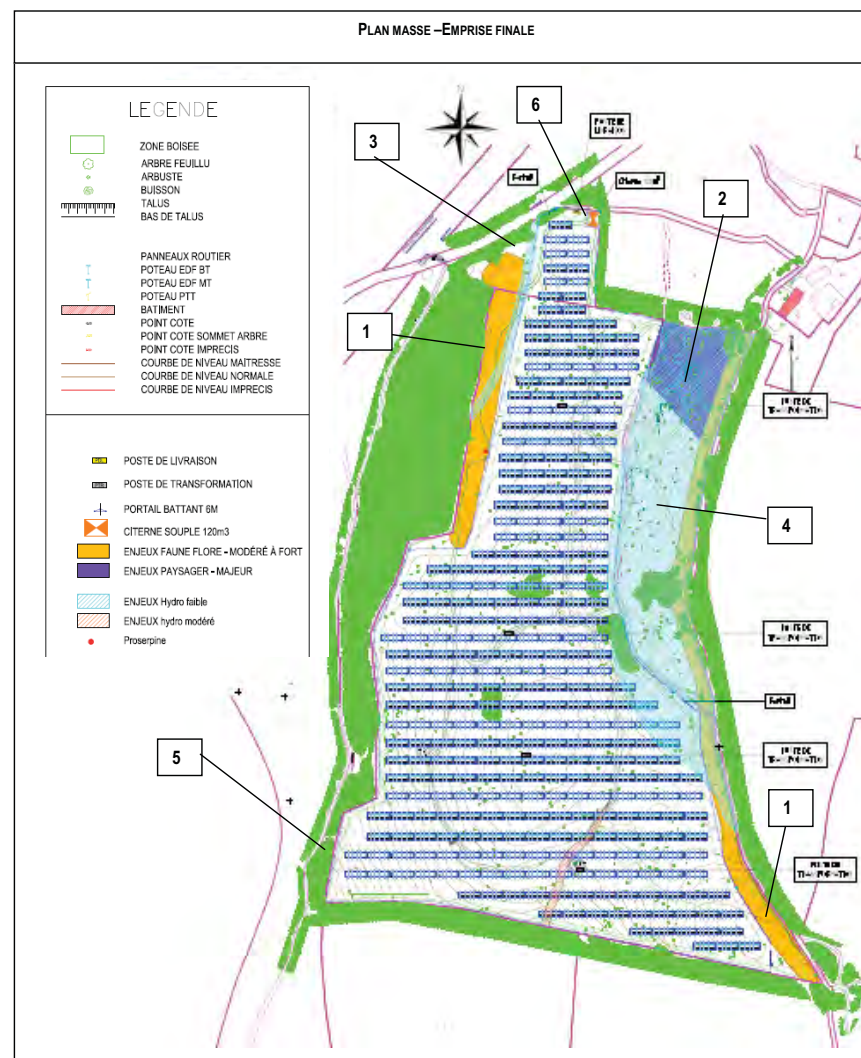 PLAN MASSE –EMPRISE FINALE
LEGENDE
ZONE BOISEE
ARBRE FEUILLU
ARBUSTE
BUISSON
TALUS
BAS DE TALUS
PANNEAUX ROUTIER
POTEAU EDF BT
POTEAU EDF MT
POTEAU PTT
BATIMENT
POINT COTE
POINT COTE SOMMET ARBRE
POINT COTE IMPRECIS
COURBE DE NIVEAU MAÎTRESSE
COURBE DE NIVEAU NORMALE
COURBE DE NIVEAU IMPRECIS
POSTE DE LIVRAISON
POSTE DE TRANSFORMATION
PORTAIL BATTANT 6M
CÎTERNE SOUPLE 120m3
ENJEUX FAUNE FLORE - MODÉRÉ À FORT
ENJEUX PAYSAGER - MAJEUR
ENJEUX Hydro faible
ENJEUX hydro modéré
Proserpine
6
3
2
1
4
5
1